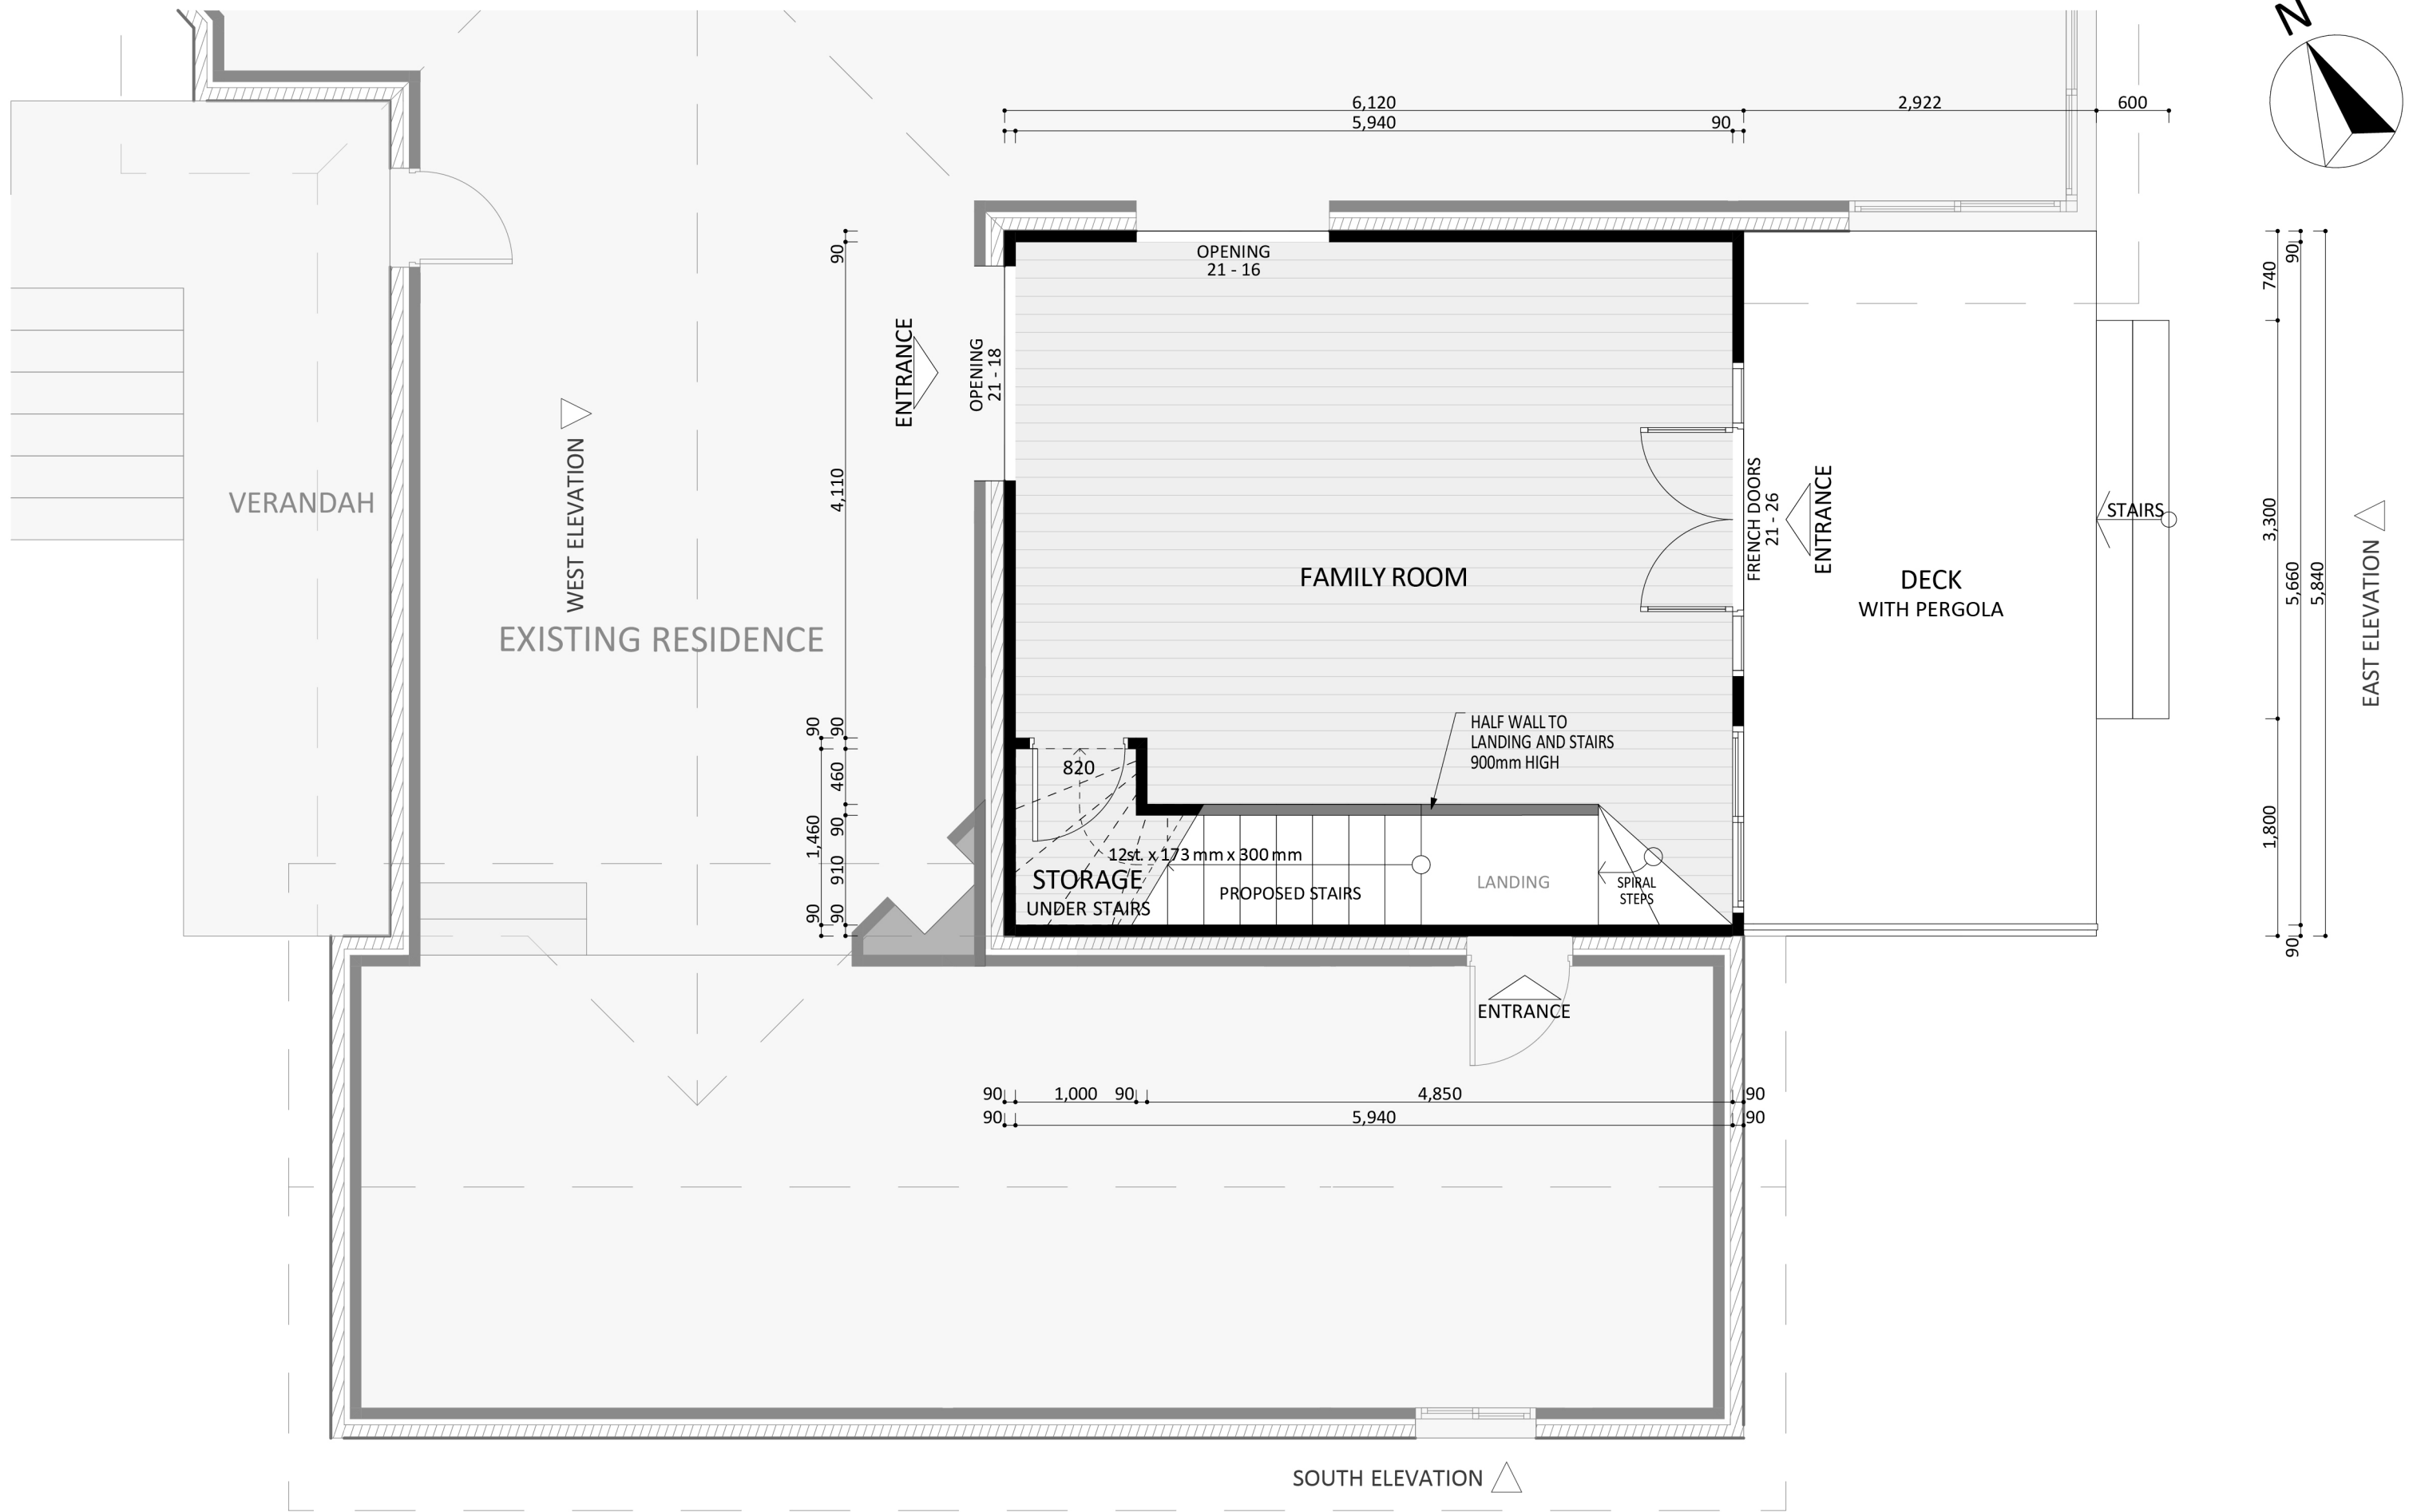 N
6,120
2,922
600
5,940
90
90
OPENING
21 - 16
90
740
ENTRANCE
OPENING
21 - 18
WEST ELEVATION
VERANDAH
4,110
FRENCH DOORS
21 - 26
ENTRANCE
STAIRS
3,300
5,660
5,840
EAST ELEVATION
FAMILY ROOM
DECK
WITH PERGOLA
EXISTING RESIDENCE
90
90
HALF WALL TO
LANDING AND STAIRS
900mm HIGH
820
460
1,460
90
1,800
12st. x 173 mm x 300 mm
910
STORAGE
UNDER STAIRS
PROPOSED STAIRS
LANDING
SPIRAL
STEPS
90
90
90
ENTRANCE
90
1,000
90
4,850
90
90
5,940
90
SOUTH ELEVATION